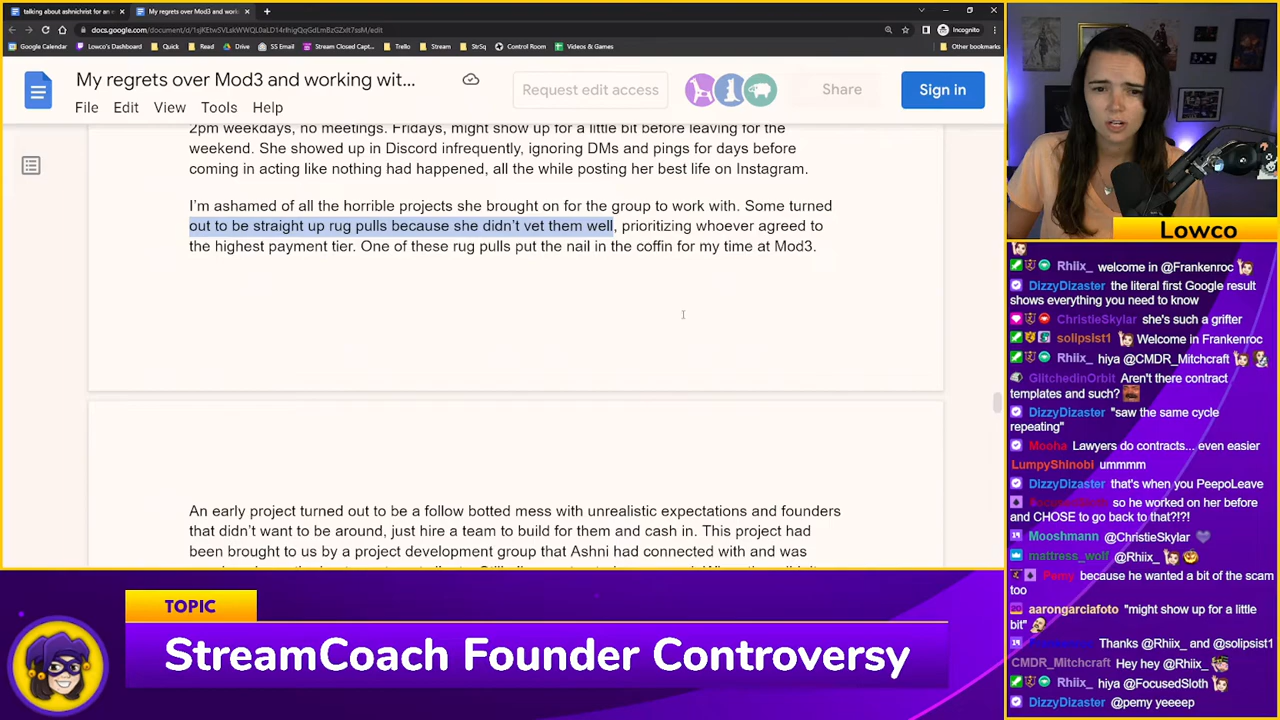 talking about ashnichrist for an
My regrets over Mod3 and worki
docs.google.com
Incognito
Google Calendar
Lowco's Dashboard
Quick
Read
Drive
SS Email
Stream Closed Capt...
Trello
Stream
StrSq
Control Room
Videos & Games
Other bookmarks
My regrets over Mod3 and working wit...
Request edit access
Share
Sign in
File Edit View Tools Help
2pm weekdays, no meetings. Fridays, might show up for a little bit before leaving for the
weekend. She showed up in Discord infrequently, ignoring DMs and pings for days before
coming in acting like nothing had happened, all the while posting her best life on Instagram.
I'm ashamed of all the horrible projects she brought on for the group to work with. Some turned
out to be straight up rug pulls because she didn't vet them well, prioritizing whoever agreed to
the highest payment tier. One of these rug pulls put the nail in the coffin for my time at Mod3.
An early project turned out to be a follow botted mess with unrealistic expectations and founders
that didn't want to be around, just hire a team to build for them and cash in. This project had
been brought to us by a project development group that Ashni had connected with and was
Lowco
Rhiix_ welcome in @Frankenroc
DizzyDizaster the literal first Google result
shows everything you need to know
ChristieSkylar she's such a grifter
solipsist1 Welcome in Frankenroc
Rhiix_ hiya @CMDR_Mitchcraft
GlitchedinOrbit Aren't there contract
templates and such?
DizzyDizaster "saw the same cycle
repeating"
Mooha Lawyers do contracts... even easier
LumpyShinobi ummmm
DizzyDizaster that's when you PeepoLeave
so he worked on her before
and CHOSE to go back to that?!?!
Mooshmann @ChristieSkylar
mattress_wolf @Rhiix_
Pemy because he wanted a bit of the scam
too
aarongarciafoto "might show up for a little
bit"
Thanks @Rhiix_ and @solipsist1
CMDR_Mitchcraft Hey hey @Rhiix_
Rhiix_ hiya @FocusedSloth
DizzyDizaster @pemy yeeeep
TOPIC
StreamCoach Founder Controversy